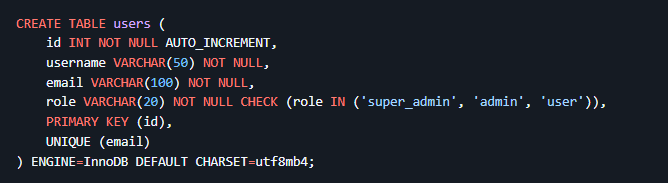 CREATE TABLE users (
    id INT NOT NULL AUTO_INCREMENT,
    username VARCHAR(50) NOT NULL,
    email VARCHAR(100) NOT NULL,
    role VARCHAR(20) NOT NULL CHECK (role IN ('super_admin', 'admin', 'user')),
    PRIMARY KEY (id),
    UNIQUE (email)
) ENGINE=InnoDB DEFAULT CHARSET=utf8mb4;